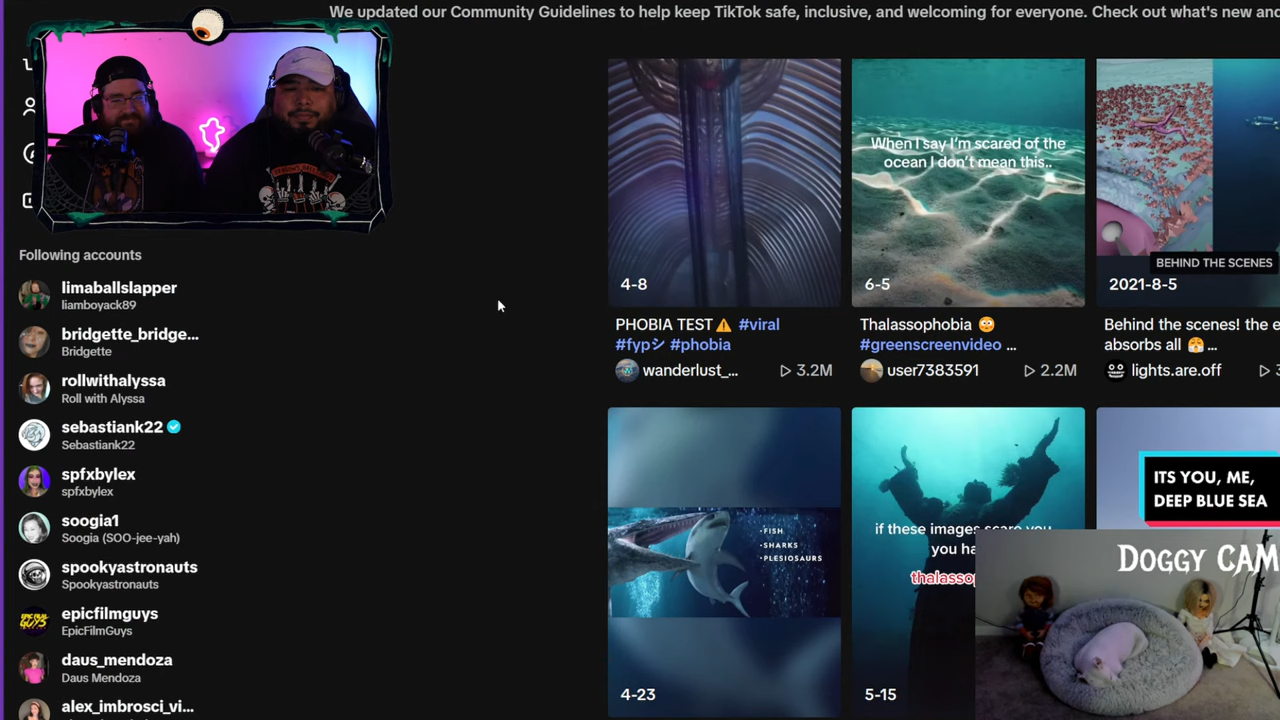 We updated our Community Guidelines to help keep TikTok safe, inclusive, and welcoming for everyone. Check out what's new and
Following accounts
limaballslapper
liamboyack89
bridgette_bridge...
Bridgette
rollwithalyssa
Roll with Alyssa
sebastiank22
Sebastiank22
spfxbylex
spfxbylex
soogia1
Soogia (SOO-jee-yah)
spookyastronauts
Spookyastronauts
epicfilmguys
EpicFilmGuys
daus_mendoza
Daus Mendoza
alex_imbrosci_vi...
4-8
PHOBIA TEST⚠️ #viral
#fypシ #phobia
wanderlust_... 3.2M
When I say I'm scared of the
ocean I don't mean this..
6-5
Thalassophobia 😳
#greenscreenvideo ...
user7383591 2.2M
BEHIND THE SCENES
2021-8-5
Behind the scenes! the e
absorbs all 😤...
lights.are.off 3
•FISH
•SHARKS
•PLESIOSAURS
4-23
if these images scare you
you ha
thalassop
5-15
ITS YOU, ME,
DEEP BLUE SEA
DOGGY CAM